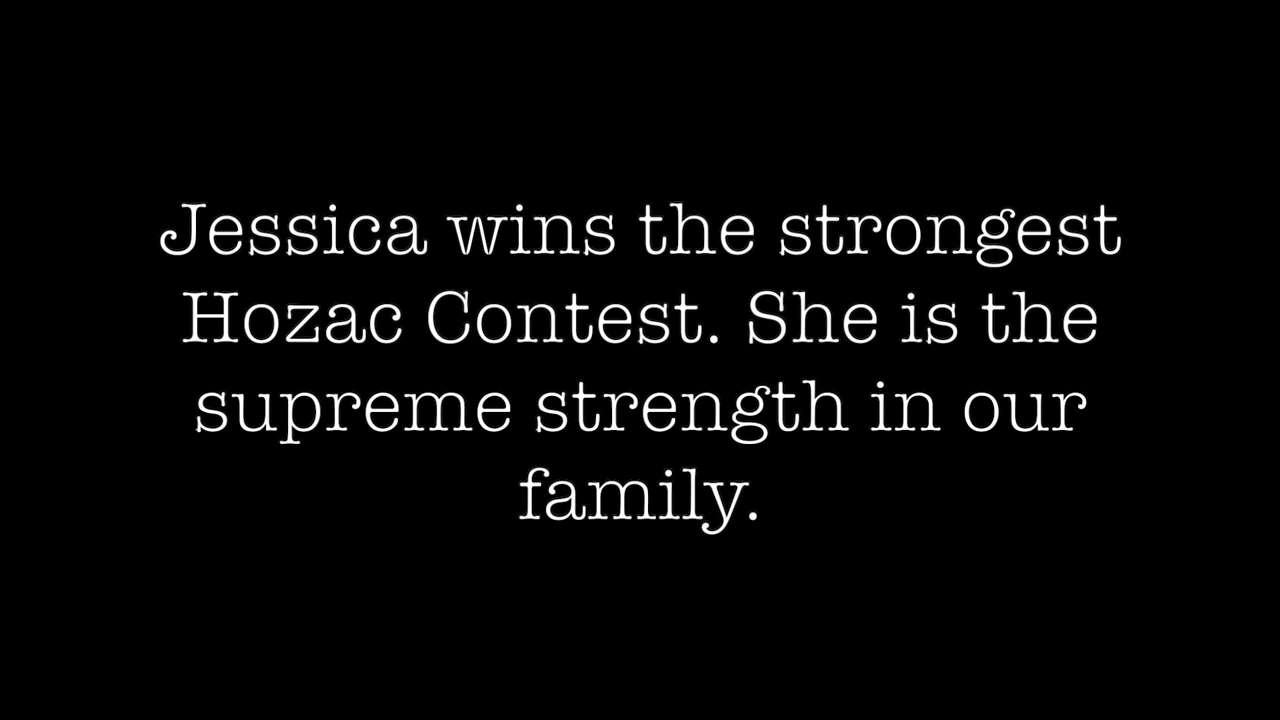 Jessica wins the strongest
Hozac Contest. She is the
supreme strength in our
family.